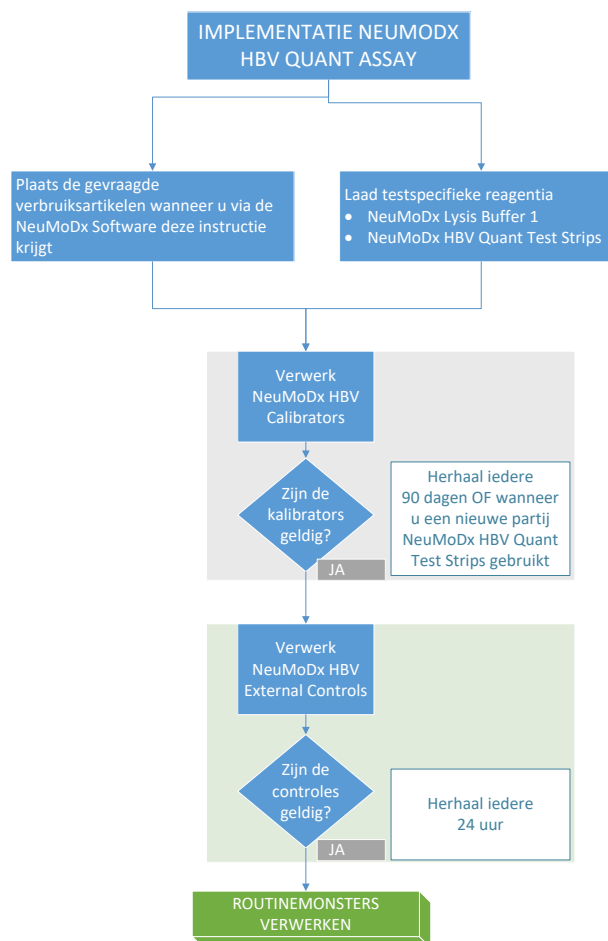 IMPLEMENTATIE NEUMODX
HBV QUANT ASSAY
Plaats de gevraagde
verbruiksartikelen wanneer u via de
NeuMoDx Software deze instructie
krijgt
Laad testspecifieke reagentia
• NeuMoDx Lysis Buffer 1
• NeuMoDx HBV Quant Test Strips
Verwerk
NeuMoDx HBV
Calibrators
Zijn de
kalibrators
geldig?
JA
Herhaal iedere
90 dagen OF wanneer
u een nieuwe partij
NeuMoDx HBV Quant
Test Strips gebruikt
Verwerk
NeuMoDx HBV
External Controls
Zijn de
controles
geldig?
JA
Herhaal iedere
24 uur
ROUTINEMONSTERS
VERWERKEN